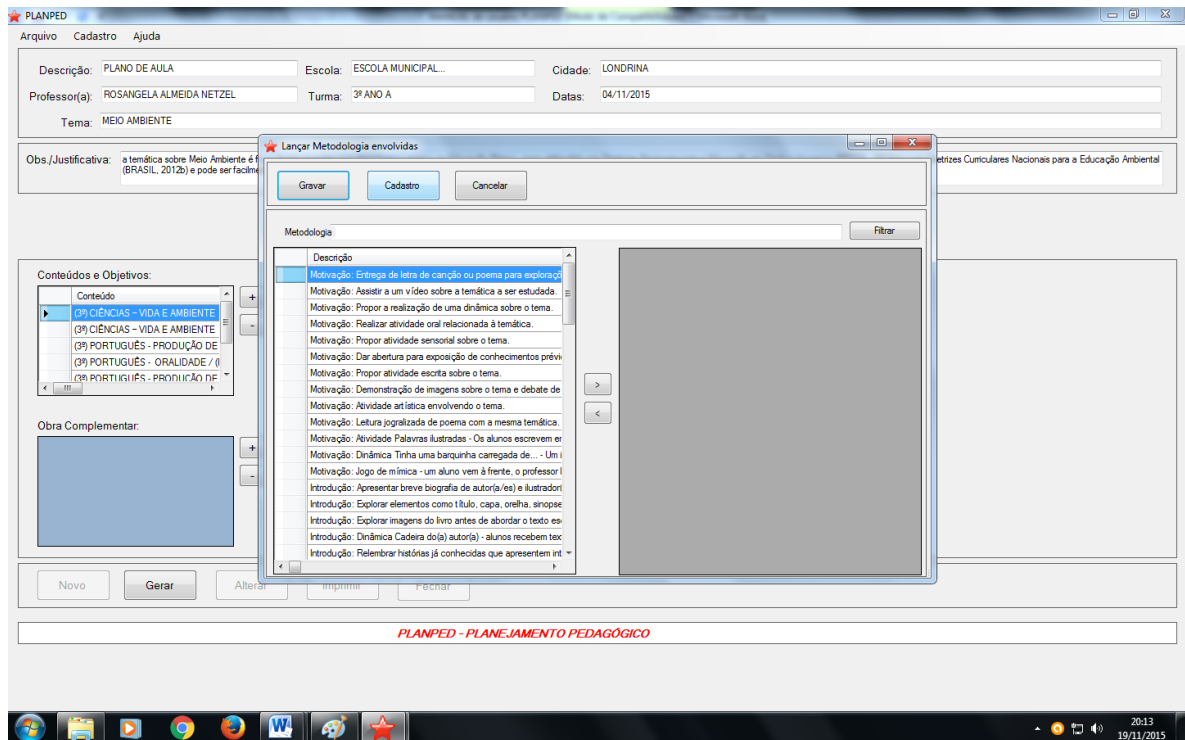 PLANPED
Arquivo Cadastro Ajuda
Descrição: PLANO DE AULA Escola: ESCOLA MUNICIPAL... Cidade: LONDRINA
Professor(a): ROSANGELA ALMEIDA NETZEL Turma: 3º ANO A Datas: 04/11/2015
Tema: MEIO AMBIENTE
Obs./Justificativa: a temática sobre Meio Ambiente é f etrizes Curriculares Nacionais para a Educação Ambiental
(BRASIL, 2012b) e pode ser facilme
Lançar Metodologia envolvidas
Gravar Cadastro Cancelar
Metodologia Filtrar
Descrição
Motivação: Entrega de letra de canção ou poema para exploraçã
Motivação: Assistir a um vídeo sobre a temática a ser estudada.
Motivação: Propor a realização de uma dinâmica sobre o tema.
Motivação: Realizar atividade oral relacionada à temática.
Motivação: Propor atividade sensorial sobre o tema.
Motivação: Dar abertura para exposição de conhecimentos prévi
Motivação: Propor atividade escrita sobre o tema.
Motivação: Demonstração de imagens sobre o tema e debate de
Motivação: Atividade artística envolvendo o tema.
Motivação: Leitura jogralizada de poema com a mesma temática.
Motivação: Atividade Palavras ilustradas - Os alunos escrevem em
Motivação: Dinâmica Tinha uma barquinha carregada de... - Um i
Motivação: Jogo de mímica - um aluno vem à frente, o professor l
Introdução: Apresentar breve biografia de autor(a/es) e ilustrador(
Introdução: Explorar elementos como título, capa, orelha, sinopse
Introdução: Explorar imagens do livro antes de abordar o texto es
Introdução: Dinâmica Cadeira do(a) autor(a) - alunos recebem tex
Introdução: Relembrar histórias já conhecidas que apresentem int
>
<
Conteúdos e Objetivos:
Conteúdo
(3º) CIÊNCIAS – VIDA E AMBIENTE
(3º) CIÊNCIAS – VIDA E AMBIENTE
(3º) PORTUGUÊS - PRODUÇÃO DE
(3º) PORTUGUÊS - ORALIDADE / (
(3º) PORTUGUÊS - PRODUÇÃO DE
+
-
Obra Complementar:
+
-
Novo Gerar Alterar Imprimir Fechar
PLANPED - PLANEJAMENTO PEDAGÓGICO
20:13
19/11/2015